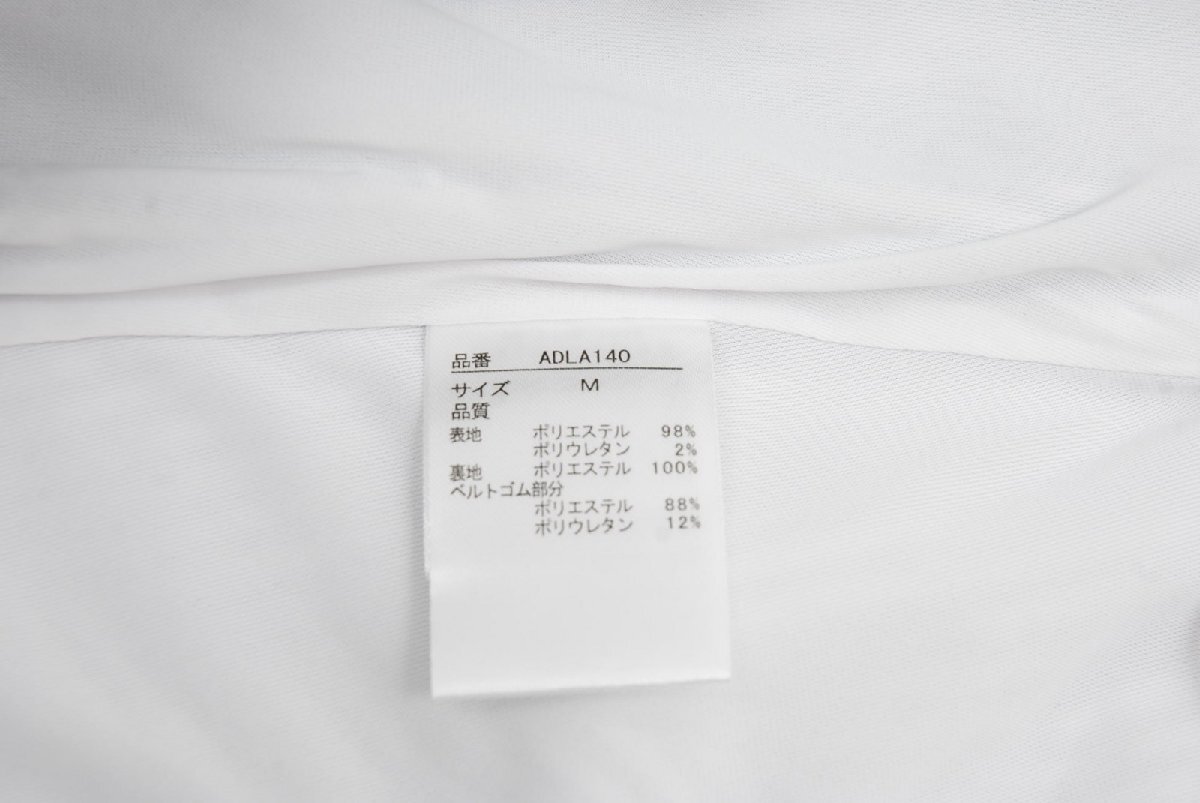 品番 ADLA140
サイズ M
品質
表地 ポリエステル 98%
ポリウレタン 2%
裏地 ポリエステル 100%
ベルトゴム部分
ポリエステル 88%
ポリウレタン 12%